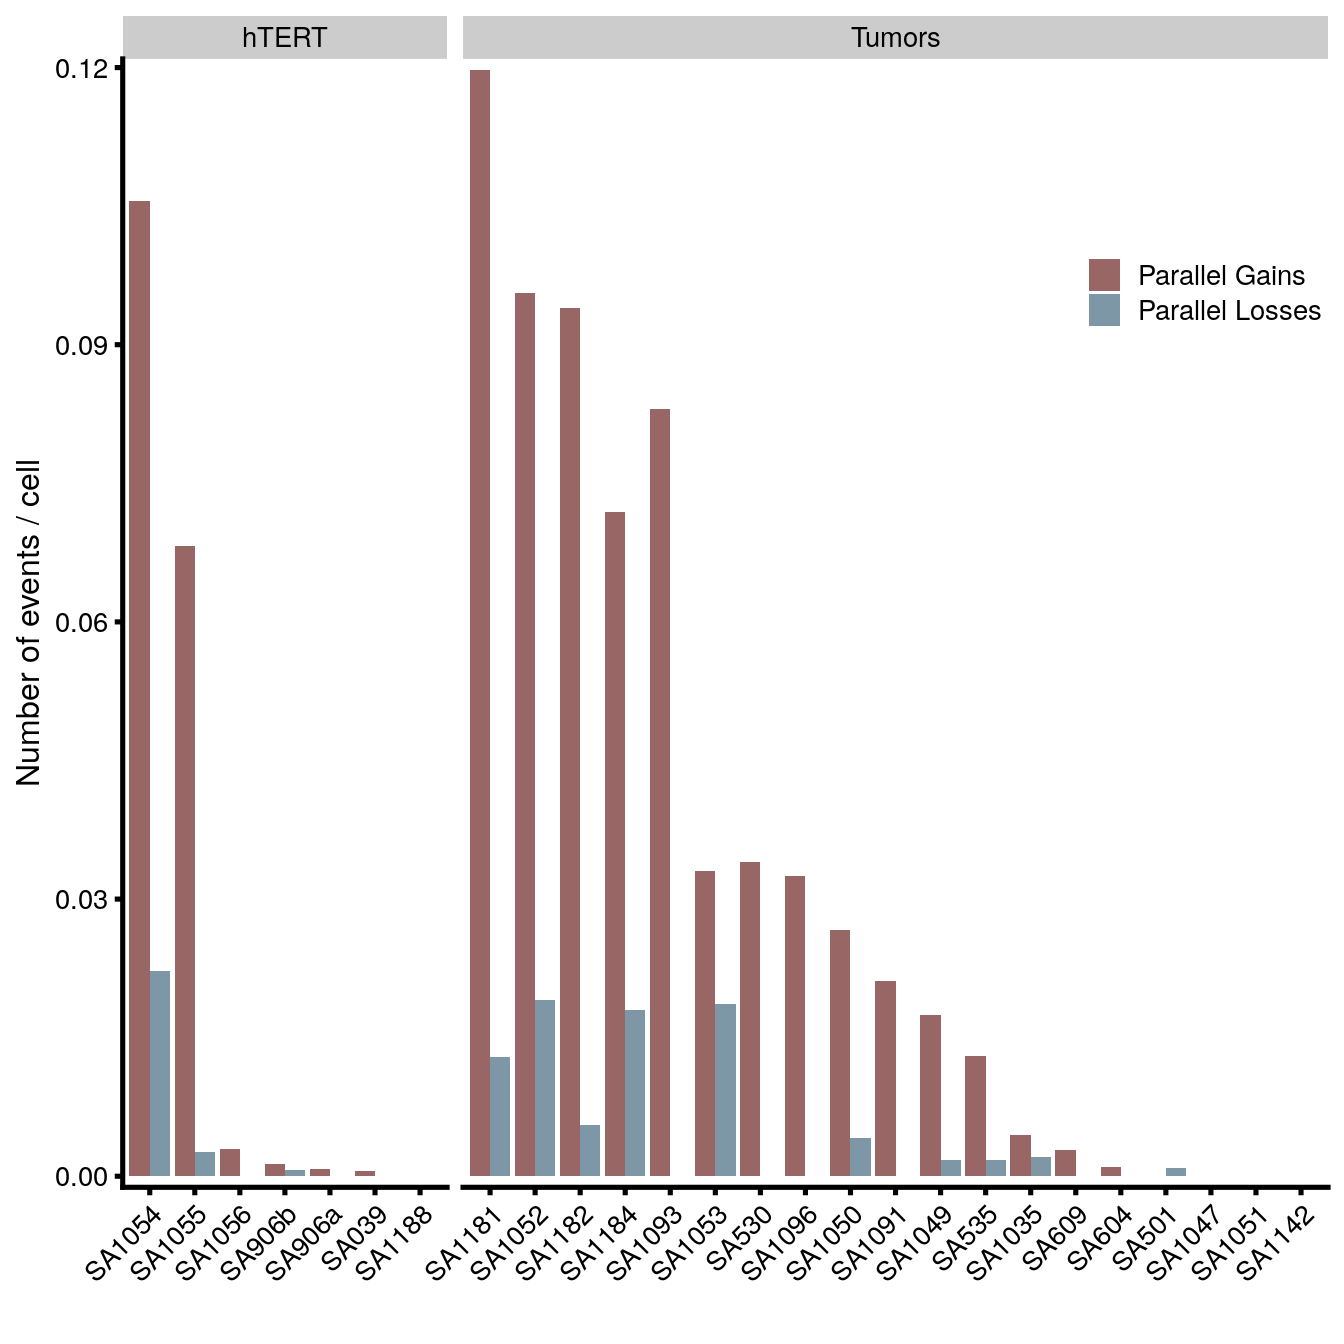 hTERT
Tumors
0.12
0.09
0.06
0.03
0.00
Number of events / cell
Parallel Gains
Parallel Losses
SA1054
SA1055
SA1056
SA906b
SA906a
SA039
SA1188
SA1181
SA1052
SA1182
SA1184
SA1093
SA1053
SA530
SA1096
SA1050
SA1091
SA1049
SA535
SA1035
SA609
SA604
SA501
SA1047
SA1051
SA1142